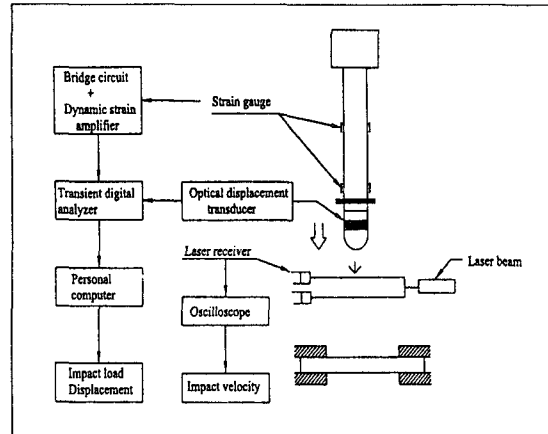 Bridge circuit
+
Dynamic strain
amplifier
Strain gauge
Transient digital
analyzer
Optical displacement
transducer
Laser receiver
Laser beam
Personal
computer
Oscilloscope
Impact load
Displacement
Impact velocity